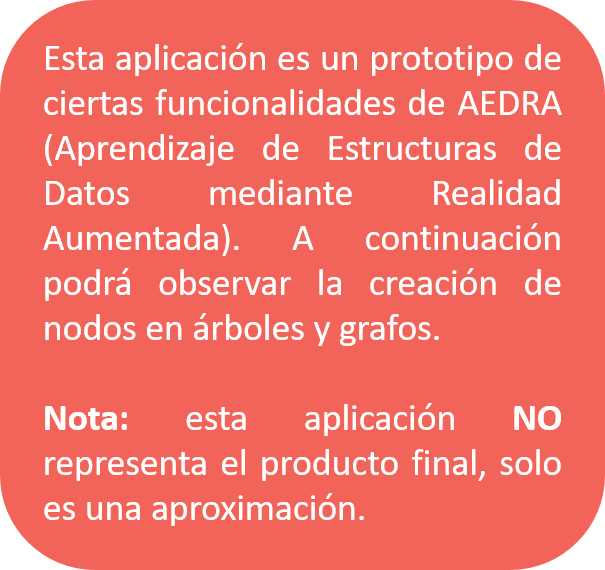 Esta aplicación es un prototipo de
ciertas funcionalidades de AEDRA
(Aprendizaje de Estructuras de
Datos mediante Realidad
Aumentada). A continuación
podrá observar la creación de
nodos en árboles y grafos.
Nota: esta aplicación NO
representa el producto final, solo
es una aproximación.